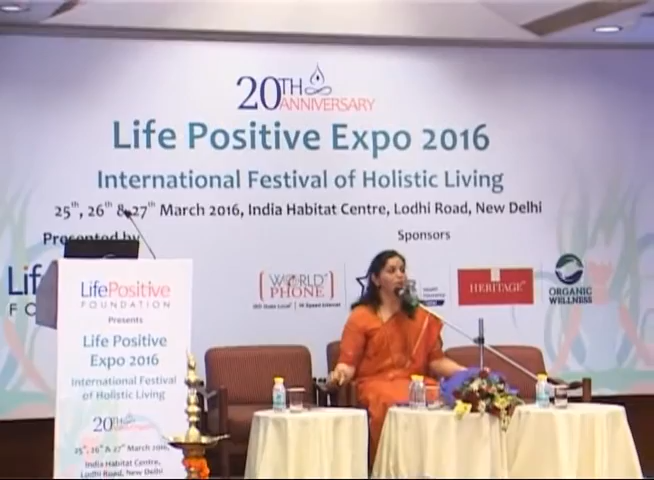 20TH
ANNIVERSARY
Life Positive Expo 2016
International Festival of Holistic Living
25th, 26th & 27th March 2016, India Habitat Centre, Lodhi Road, New Delhi
Presented by
Sponsors
WORLD
PHONE
HERITAGE
ORGANIC
WELLNESS
LifePositive
FOUNDATION
Presents
Life Positive
Expo 2016
International Festival
of Holistic Living
20TH
25th, 26th & 27th March 2016,
India Habitat Centre,
Lodhi Road, New Delhi